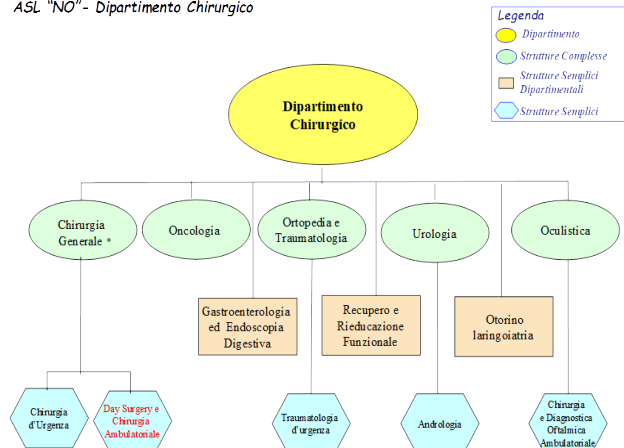 ASL "NO"- Dipartimento Chirurgico
Legenda
Dipartimento
Strutture Complesse
Strutture Semplici
Dipartimentali
Strutture Semplici
Dipartimento
Chirurgico
Chirurgia
Generale *
Oncologia
Ortopedia e
Traumatologia
Urologia
Oculistica
Gastroenterologia
ed Endoscopia
Digestiva
Recupero e
Rieducazione
Funzionale
Otorino
laringoiatria
Chirurgia
d'Urgenza
Day Surgery e
Chirurgia
Ambulatoriale
Traumatologia
d'urgenza
Andrologia
Chirurgia
e Diagnostica
Oftalmica
Ambulatoriale